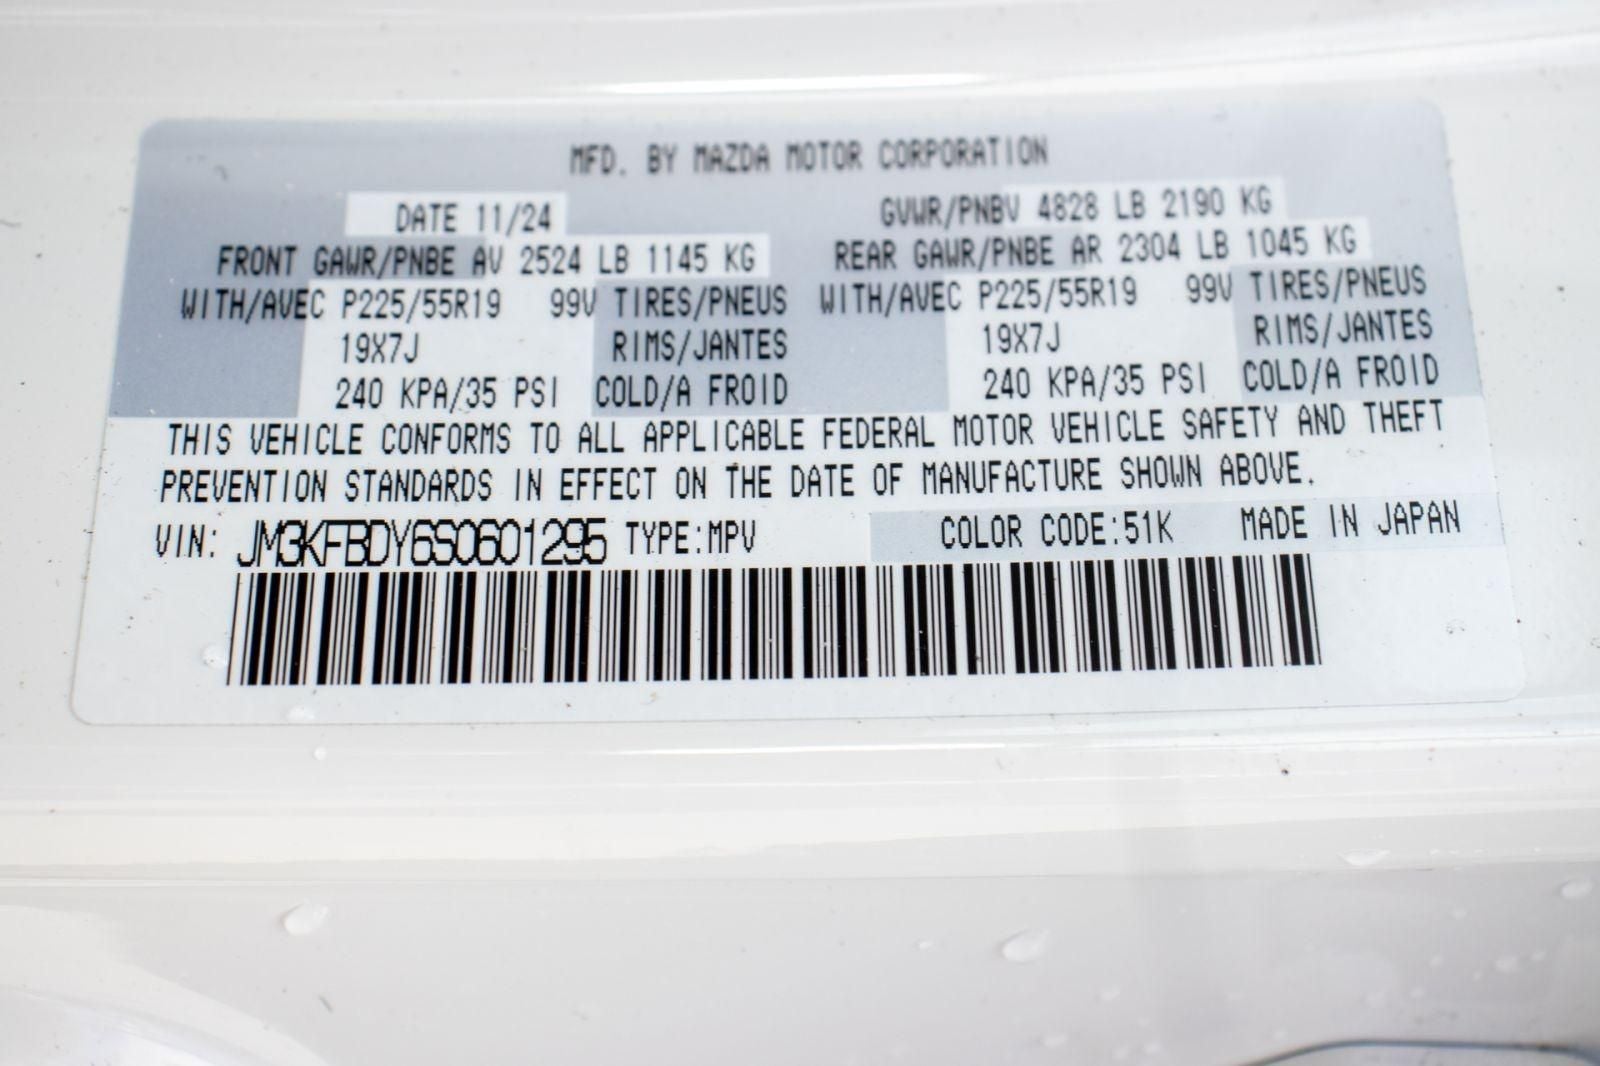 MFD. BY MAZDA MOTOR CORPORATION
DATE 11/24 GVWR/PNBV 4828 LB 2190 KG
FRONT GAWR/PNBE AV 2524 LB 1145 KG REAR GAWR/PNBE AR 2304 LB 1045 KG
WITH/AVEC P225/55R19 99V TIRES/PNEUS WITH/AVEC P225/55R19 99V TIRES/PNEUS
19X7J RIMS/JANTES 19X7J RIMS/JANTES
240 KPA/35 PSI COLD/A FROID 240 KPA/35 PSI COLD/A FROID
THIS VEHICLE CONFORMS TO ALL APPLICABLE FEDERAL MOTOR VEHICLE SAFETY AND THEFT
PREVENTION STANDARDS IN EFFECT ON THE DATE OF MANUFACTURE SHOWN ABOVE.
VIN: JM3KFBDY6S0601295 TYPE:MPV COLOR CODE:51K MADE IN JAPAN